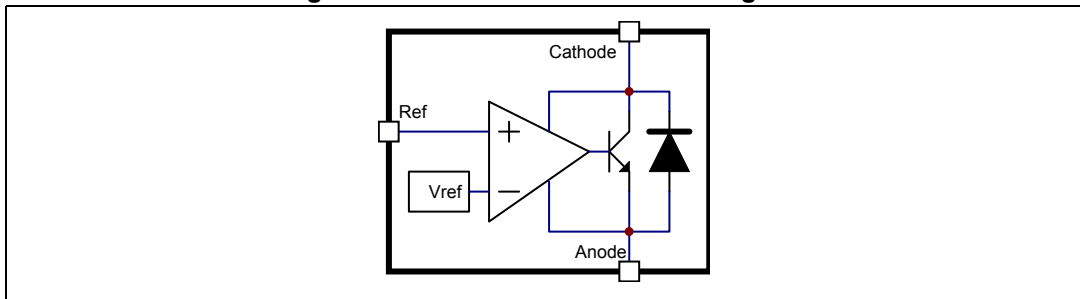 Cathode
Ref
+
Vref
−
Anode